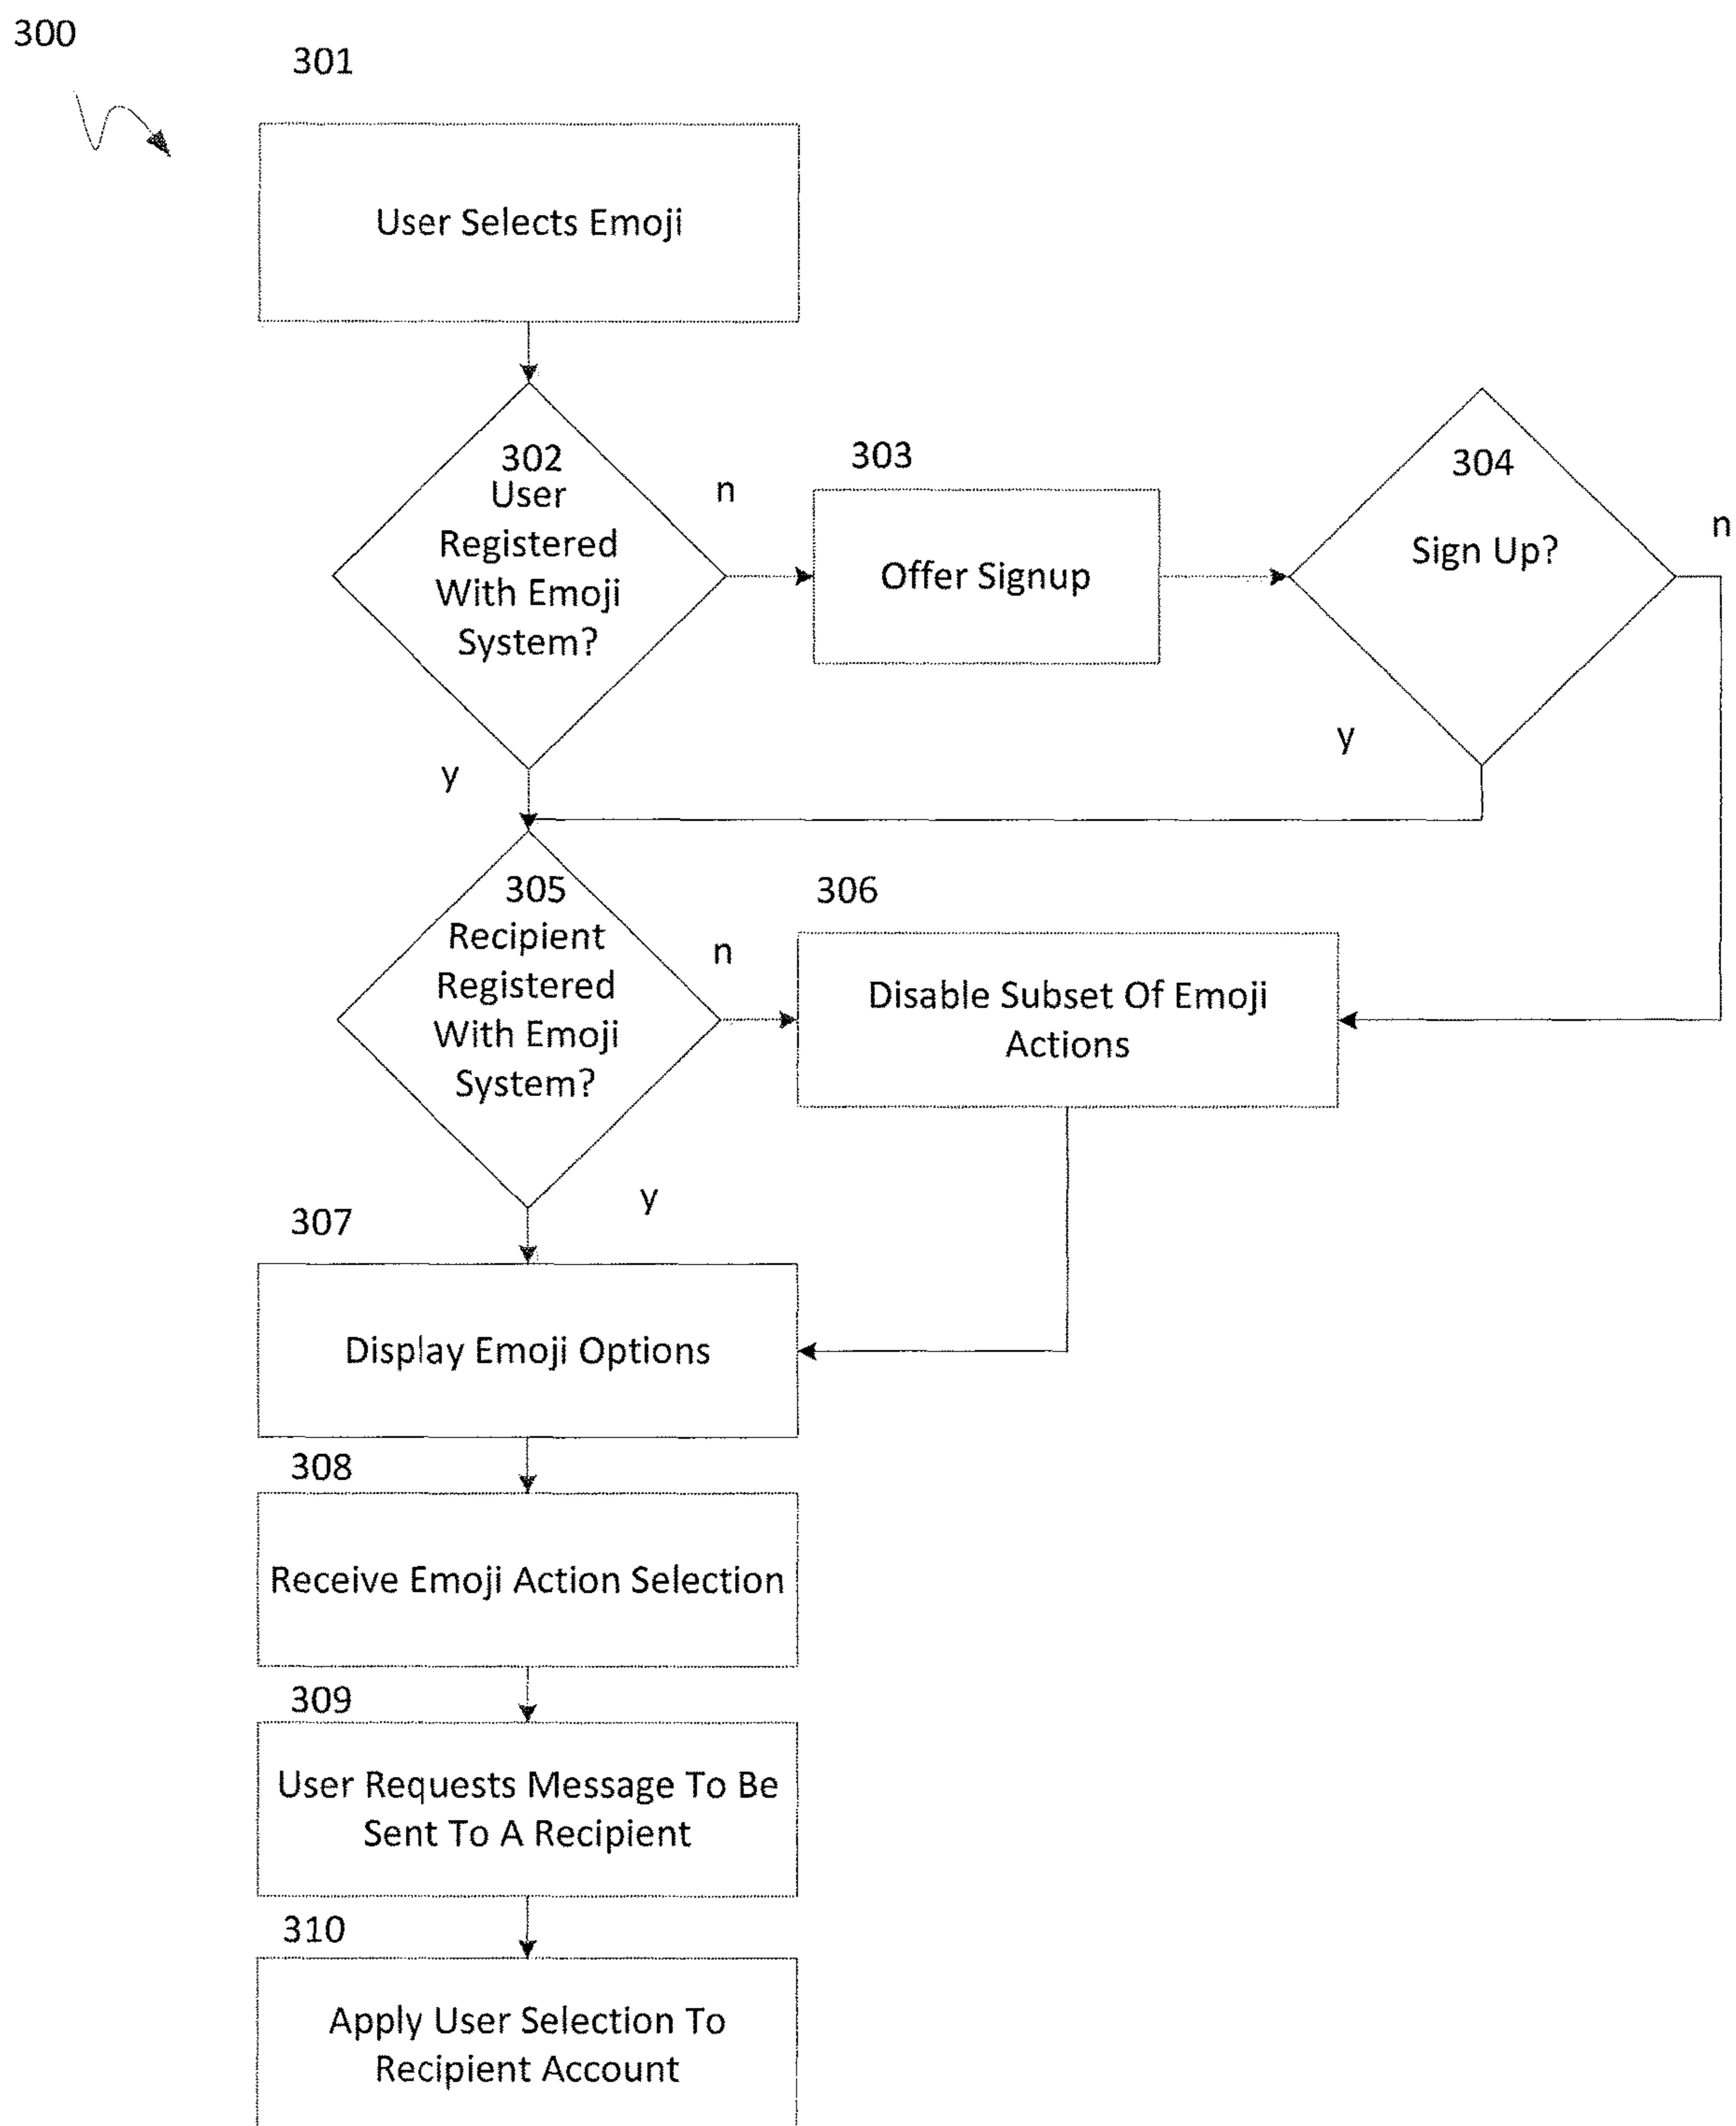 300
301
User Selects Emoji
302
User
Registered
With Emoji
System?
n
303
Offer Signup
304
Sign Up?
n
y
y
305
Recipient
Registered
With Emoji
System?
n
306
Disable Subset Of Emoji
Actions
y
307
Display Emoji Options
308
Receive Emoji Action Selection
309
User Requests Message To Be
Sent To A Recipient
310
Apply User Selection To
Recipient Account